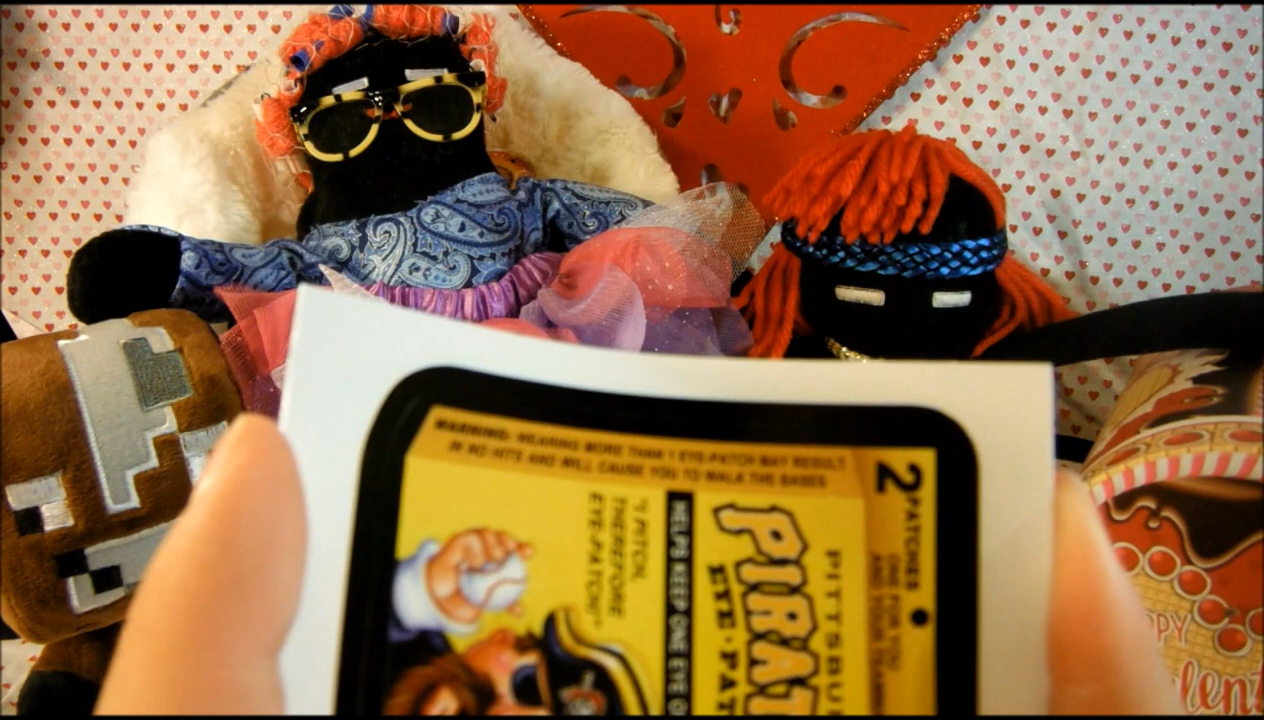 WARNING: WEARING MORE THAN 1 EYE-PATCH MAY RESULT
IN NO HITS AND WILL CAUSE YOU TO WALK THE BASES
2 PATCHES
ONE FOR YOU,
AND YOUR
PITTSBU
PIRAT
EYE-PAT
HELPS KEEP ONE EYE O
"I PATCH,
THEREFORE
EYE-PATCH!"
PPY
lent